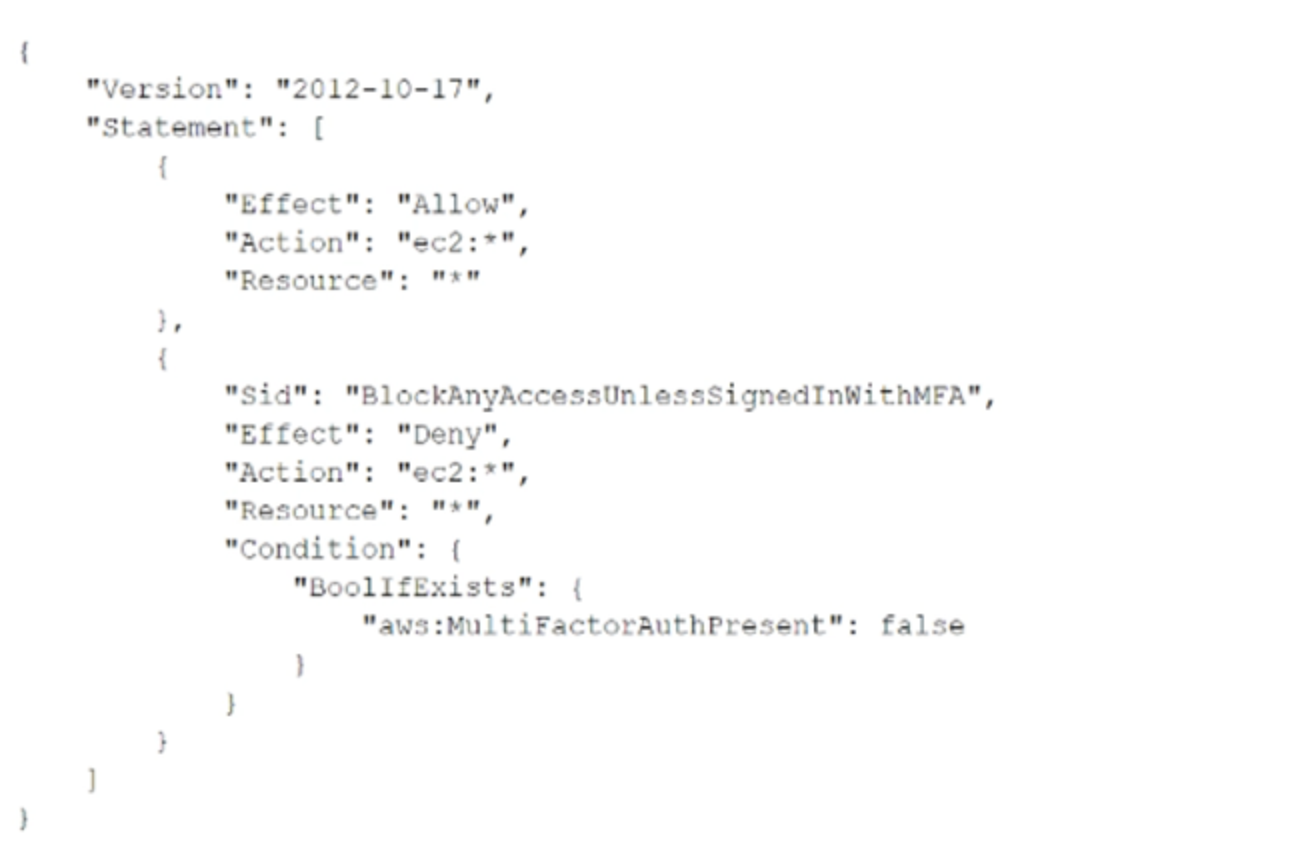 {
"Version": "2012-10-17",
"Statement": [
{
"Effect": "Allow",
"Action": "ec2:*",
"Resource": "*"
},
{
"Sid": "BlockAnyAccessUnlessSignedInWithMFA",
"Effect": "Deny",
"Action": "ec2:*",
"Resource": "*",
"Condition": {
"BoolIfExists": {
"aws:MultiFactorAuthPresent": false
}
}
}
]
}